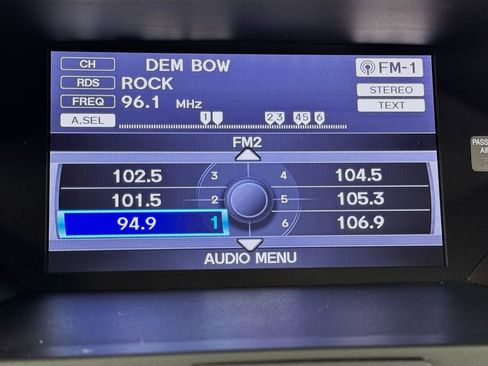 CH DEM BOW FM-1
RDS ROCK STEREO
FREQ 96.1 MHz TEXT
A.SEL 1 2 3 4 5 6
FM2
102.5 3 4 104.5
101.5 2 5 105.3
94.9 1 6 106.9
AUDIO MENU